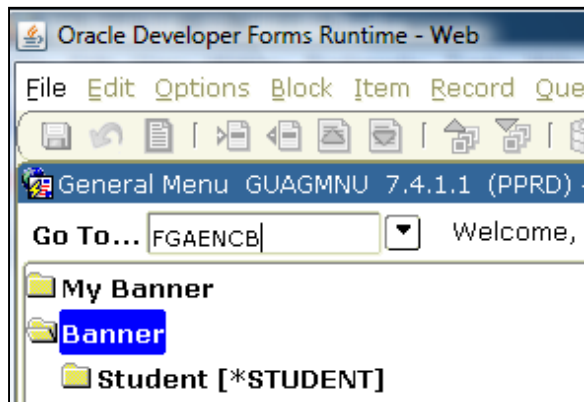 Oracle Developer Forms Runtime - Web
File Edit Options Block Item Record Que
General Menu GUAGMNU 7.4.1.1 (PPRD) -
Go To... FGAENCB Welcome,
My Banner
Banner
Student [*STUDENT]